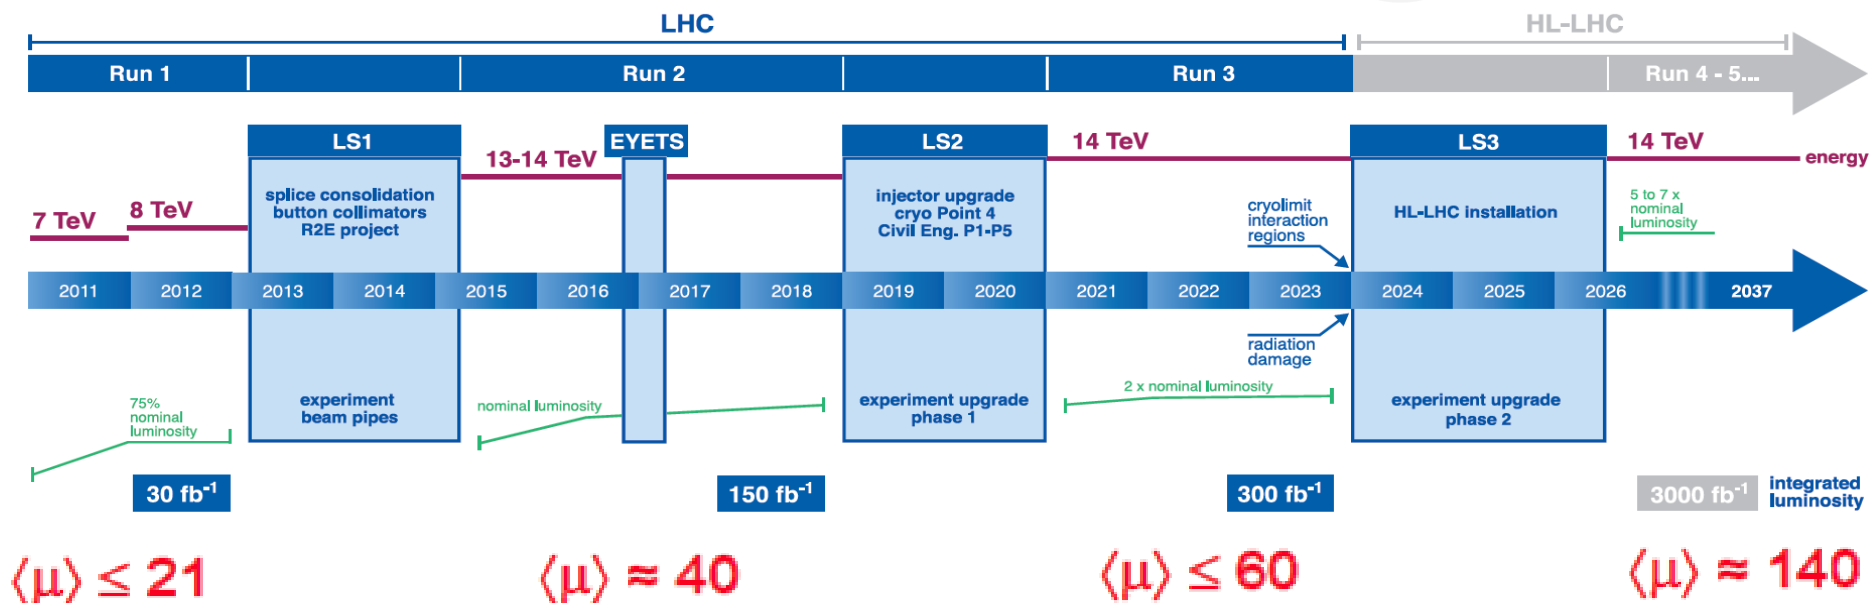 LHC
HL-LHC
Run 1
Run 2
Run 3
Run 4 - 5...
LS1
EYETS
LS2
LS3
7 TeV
8 TeV
13-14 TeV
14 TeV
14 TeV
energy
splice consolidation
button collimators
R2E project
injector upgrade
cryo Point 4
Civil Eng. P1-P5
cryolimit
interaction
regions
HL-LHC installation
5 to 7 x
nominal
luminosity
2011
2012
2013
2014
2015
2016
2017
2018
2019
2020
2021
2022
2023
2024
2025
2026
2037
radiation
damage
75%
nominal
luminosity
experiment
beam pipes
nominal luminosity
experiment upgrade
phase 1
2 x nominal luminosity
experiment upgrade
phase 2
30 fb⁻¹
150 fb⁻¹
300 fb⁻¹
3000 fb⁻¹
integrated
luminosity
⟨μ⟩ ≤ 21
⟨μ⟩ ≈ 40
⟨μ⟩ ≤ 60
⟨μ⟩ ≈ 140